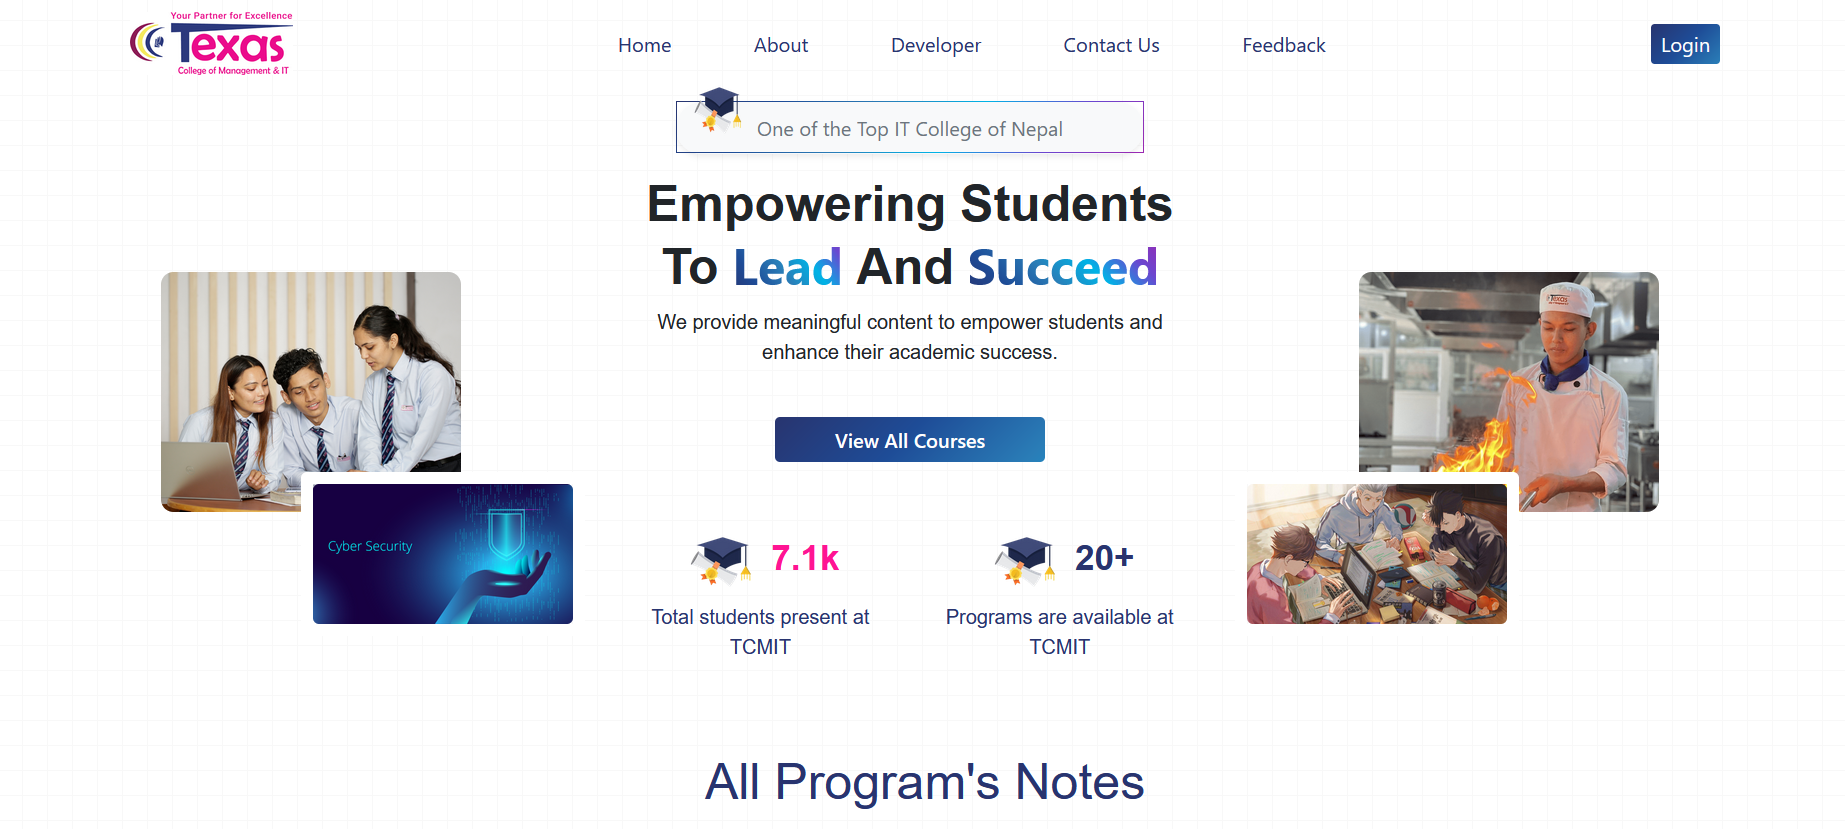 Your Partner for Excellence
Texas
College of Management & IT
Home About Developer Contact Us Feedback Login
One of the Top IT College of Nepal
Empowering Students
To Lead And Succeed
We provide meaningful content to empower students and
enhance their academic success.
View All Courses
Texas
Cyber Security
7.1k
Total students present at
TCMIT
20+
Programs are available at
TCMIT
All Program's Notes